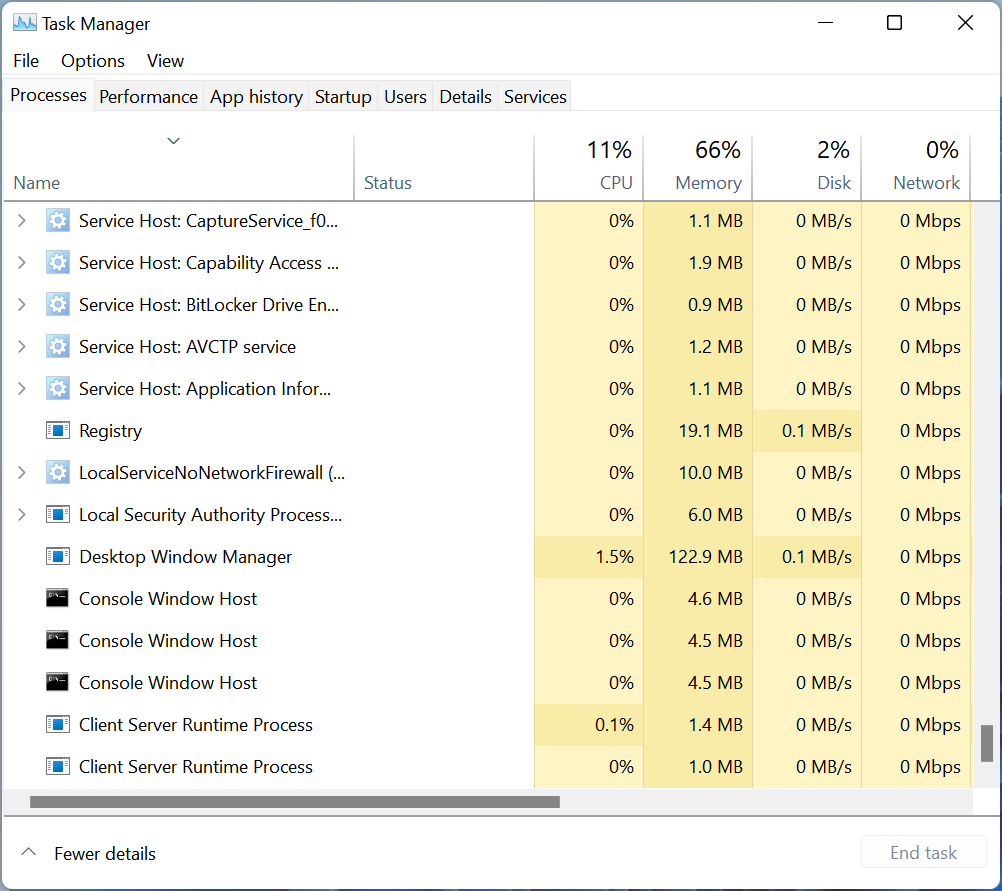 Task Manager
File Options View
Processes Performance App history Startup Users Details Services
11% 66% 2% 0%
Name Status CPU Memory Disk Network
Service Host: CaptureService_f0... 0% 1.1 MB 0 MB/s 0 Mbps
Service Host: Capability Access ... 0% 1.9 MB 0 MB/s 0 Mbps
Service Host: BitLocker Drive En... 0% 0.9 MB 0 MB/s 0 Mbps
Service Host: AVCTP service 0% 1.2 MB 0 MB/s 0 Mbps
Service Host: Application Infor... 0% 1.1 MB 0 MB/s 0 Mbps
Registry 0% 19.1 MB 0.1 MB/s 0 Mbps
LocalServiceNoNetworkFirewall (... 0% 10.0 MB 0 MB/s 0 Mbps
Local Security Authority Process... 0% 6.0 MB 0 MB/s 0 Mbps
Desktop Window Manager 1.5% 122.9 MB 0.1 MB/s 0 Mbps
Console Window Host 0% 4.6 MB 0 MB/s 0 Mbps
Console Window Host 0% 4.5 MB 0 MB/s 0 Mbps
Console Window Host 0% 4.5 MB 0 MB/s 0 Mbps
Client Server Runtime Process 0.1% 1.4 MB 0 MB/s 0 Mbps
Client Server Runtime Process 0% 1.0 MB 0 MB/s 0 Mbps
Fewer details End task